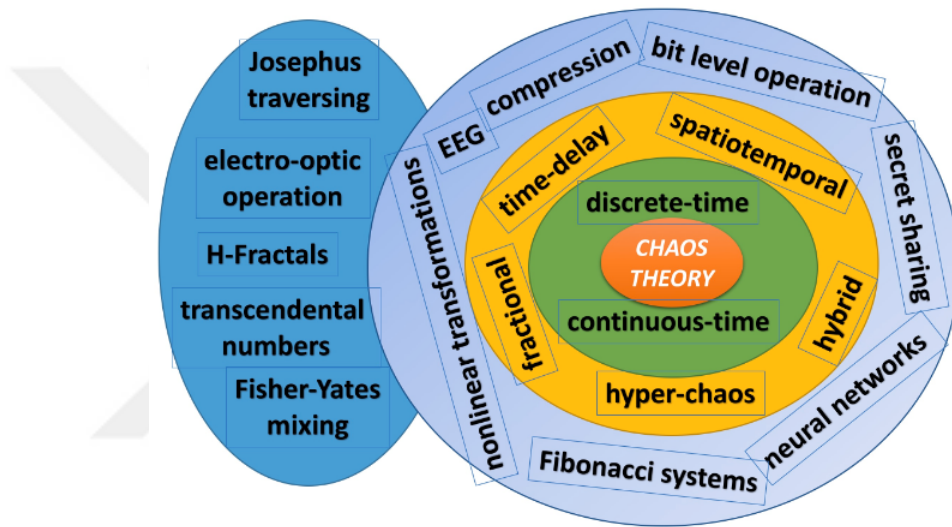 Josephus
traversing
electro-optic
operation
H-Fractals
transcendental
numbers
Fisher-Yates
mixing
nonlinear transformations
EEG
compression
bit level operation
secret sharing
neural networks
Fibonacci systems
time-delay
spatiotemporal
fractional
hybrid
hyper-chaos
discrete-time
CHAOS
THEORY
continuous-time